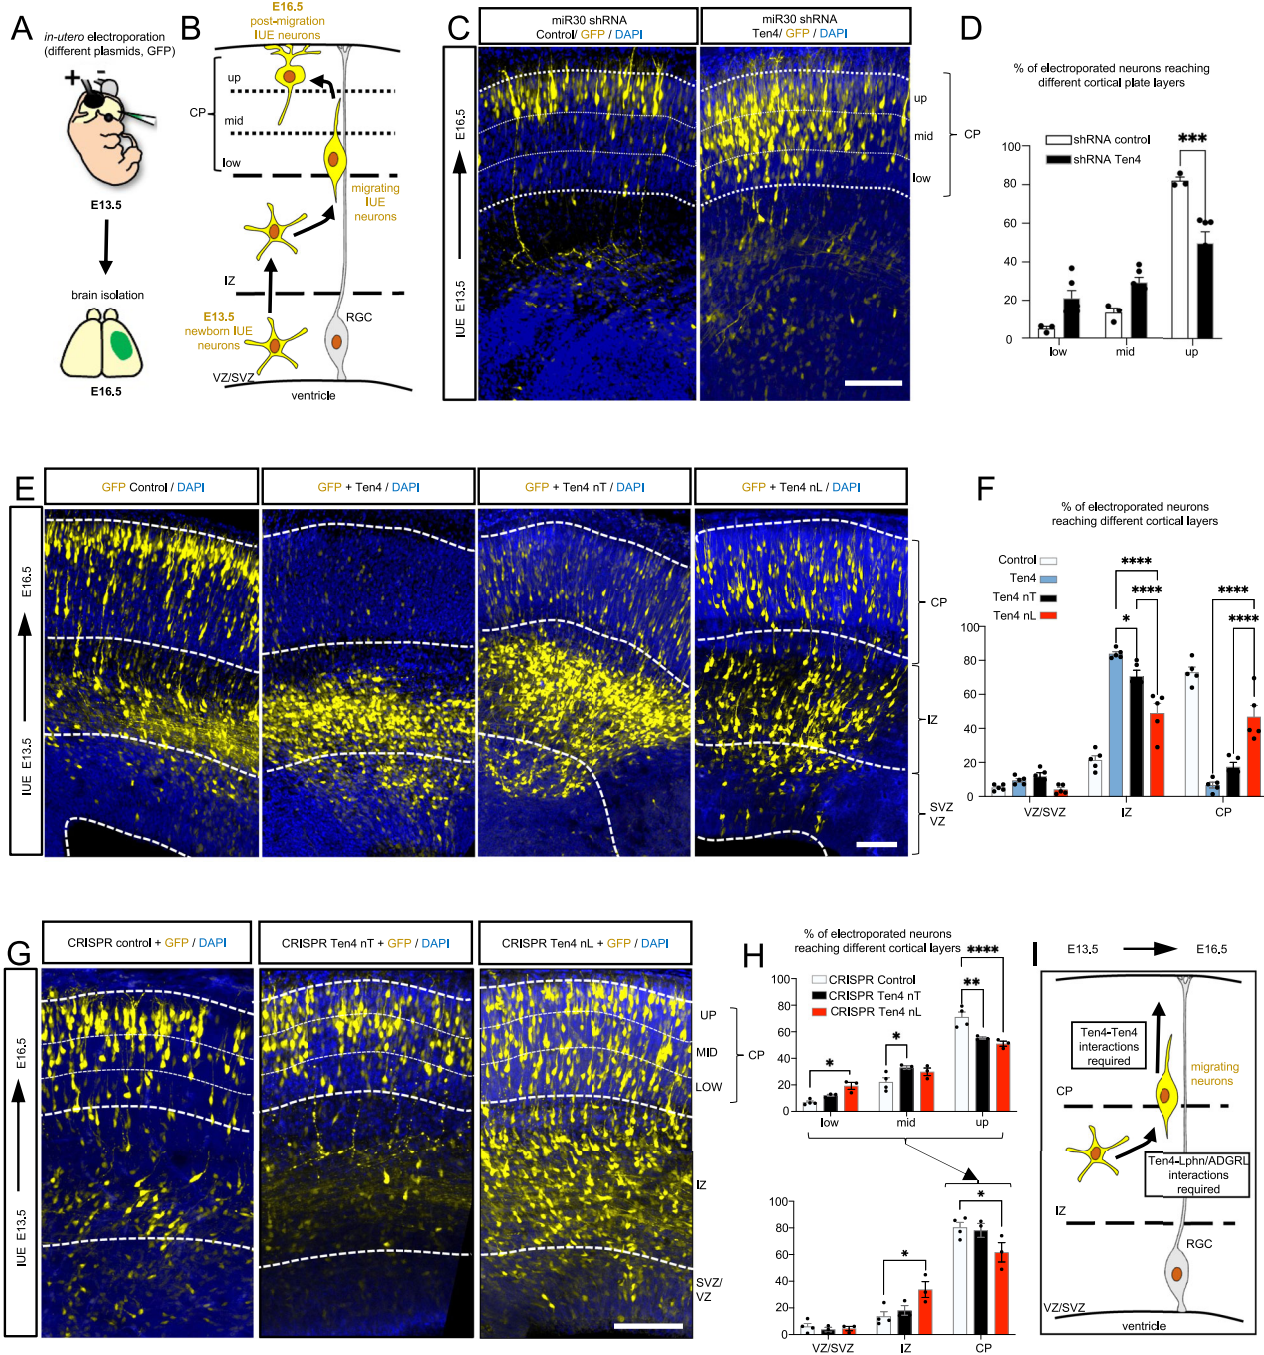 A
in-utero electroporation
(different plasmids, GFP)
+ -
E13.5
brain isolation
E16.5
B
E16.5
post-migration
IUE neurons
up
CP
mid
low
migrating
IUE
neurons
IZ
E13.5
newborn IUE
neurons
RGC
VZ/SVZ
ventricle
C
miR30 shRNA
Control/ GFP / DAPI
miR30 shRNA
Ten4/ GFP / DAPI
IUE E13.5
E16.5
up
mid
CP
low
D
% of electroporated neurons reaching
different cortical plate layers
shRNA control
shRNA Ten4
***
100
80
60
40
20
0
low
mid
up
E
GFP Control / DAPI
GFP + Ten4 / DAPI
GFP + Ten4 nT / DAPI
GFP + Ten4 nL / DAPI
IUE E13.5
E16.5
CP
IZ
SVZ
VZ
F
% of electroporated neurons
reaching different cortical layers
Control
Ten4
Ten4 nT
Ten4 nL
****
****
*
****
****
100
80
60
40
20
0
VZ/SVZ
IZ
CP
G
CRISPR control + GFP / DAPI
CRISPR Ten4 nT + GFP / DAPI
CRISPR Ten4 nL + GFP / DAPI
IUE E13.5
E16.5
UP
MID
CP
LOW
IZ
SVZ/
VZ
H
% of electroporated neurons
reaching different cortical layers
CRISPR Control
CRISPR Ten4 nT
CRISPR Ten4 nL
****
**
*
*
100
80
60
40
20
0
low
mid
up
*
*
100
80
60
40
20
0
VZ/SVZ
IZ
CP
I
E13.5
E16.5
Ten4-Ten4
interactions
required
migrating
neurons
CP
Ten4-Lphn/ADGRL
interactions
required
IZ
RGC
VZ/SVZ
ventricle